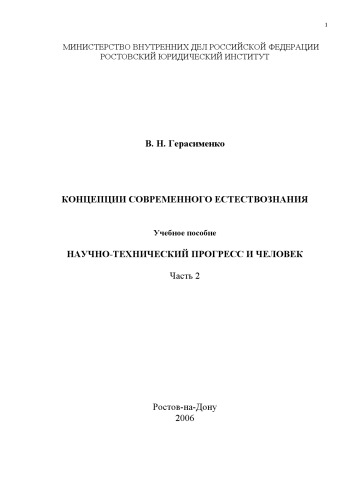 1
МИНИСТЕРСТВО ВНУТРЕННИХ ДЕЛ РОССИЙСКОЙ ФЕДЕРАЦИИ
РОСТОВСКИЙ ЮРИДИЧЕСКИЙ ИНСТИТУТ
В. Н. Герасименко
КОНЦЕПЦИИ СОВРЕМЕННОГО ЕСТЕСТВОЗНАНИЯ
Учебное пособие
НАУЧНО-ТЕХНИЧЕСКИЙ ПРОГРЕСС И ЧЕЛОВЕК
Часть 2
Ростов-на-Дону
2006